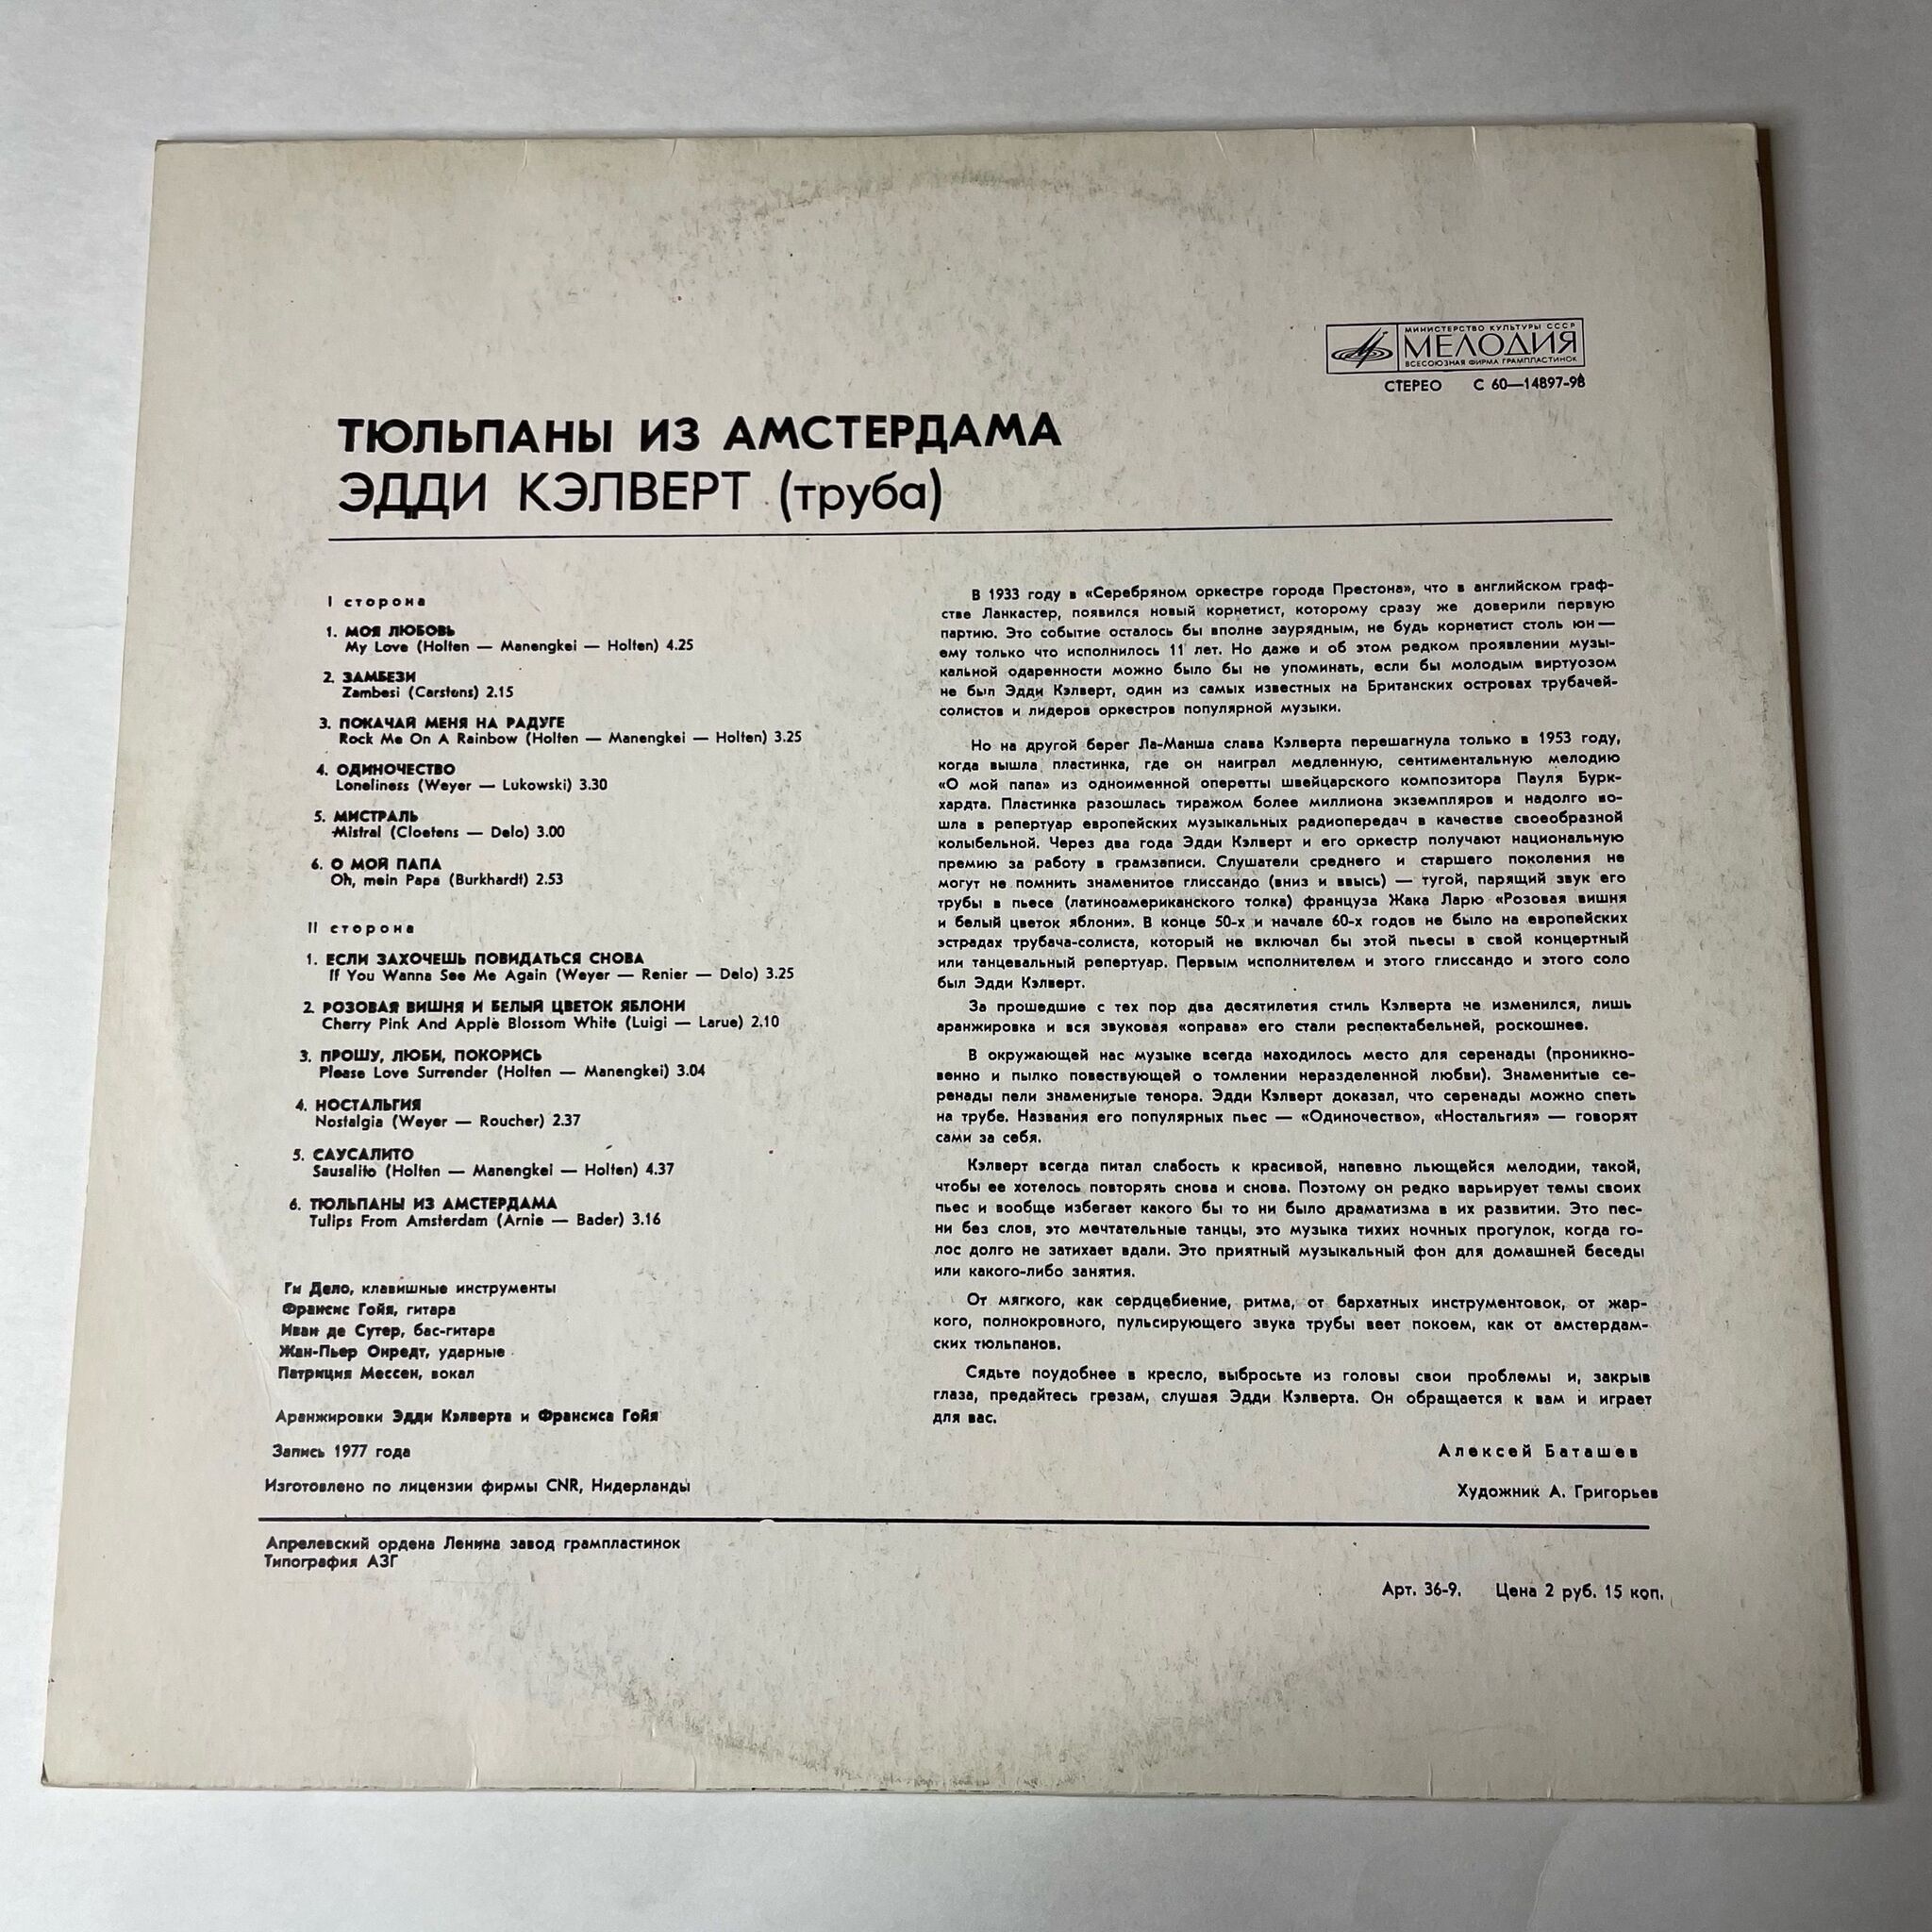 МИНИСТЕРСТВО КУЛЬТУРЫ СССР
МЕЛОДИЯ
ВСЕСОЮЗНАЯ ФИРМА ГРАМПЛАСТИНОК
СТЕРЕО С 60—14897-98
ТЮЛЬПАНЫ ИЗ АМСТЕРДАМА
ЭДДИ КЭЛВЕРТ (труба)
I сторона
1. МОЯ ЛЮБОВЬ
My Love (Holten — Manengkei — Holten) 4.25
2. ЗАМБЕЗИ
Zambesi (Carstens) 2.15
3. ПОКАЧАЙ МЕНЯ НА РАДУГЕ
Rock Me On A Rainbow (Holten — Manengkei — Holten) 3.25
4. ОДИНОЧЕСТВО
Loneliness (Weyer — Lukowski) 3.30
5. МИСТРАЛЬ
Mistral (Cloetens — Delo) 3.00
6. О МОЙ ПАПА
Oh, mein Papa (Burkhardt) 2.53
II сторона
1. ЕСЛИ ЗАХОЧЕШЬ ПОВИДАТЬСЯ СНОВА
If You Wanna See Me Again (Weyer — Renier — Delo) 3.25
2. РОЗОВАЯ ВИШНЯ И БЕЛЫЙ ЦВЕТОК ЯБЛОНИ
Cherry Pink And Apple Blossom White (Luigi — Larue) 2.10
3. ПРОШУ, ЛЮБИ, ПОКОРИСЬ
Please Love Surrender (Holten — Manengkei) 3.04
4. НОСТАЛЬГИЯ
Nostalgia (Weyer — Roucher) 2.37
5. САУСАЛИТО
Sausalito (Holten — Manengkei — Holten) 4.37
6. ТЮЛЬПАНЫ ИЗ АМСТЕРДАМА
Tulips From Amsterdam (Arnie — Bader) 3.16
Ги Дело, клавишные инструменты
Франсис Гойя, гитара
Иван де Сутер, бас-гитара
Жан-Пьер Онредт, ударные
Патриция Мессен, вокал
Аранжировки Эдди Кэлверта и Франсиса Гойя
Запись 1977 года
Изготовлено по лицензии фирмы CNR, Нидерланды
В 1933 году в «Серебряном оркестре города Престона», что в английском граф-
стве Ланкастер, появился новый корнетист, которому сразу же доверили первую
партию. Это событие осталось бы вполне заурядным, не будь корнетист столь юн —
ему только что исполнилось 11 лет. Но даже и об этом редком проявлении музы-
кальной одаренности можно было бы не упоминать, если бы молодым виртуозом
не был Эдди Кэлверт, один из самых известных на Британских островах трубачей-
солистов и лидеров оркестров популярной музыки.
Но на другой берег Ла-Манша слава Кэлверта перешагнула только в 1953 году,
когда вышла пластинка, где он наиграл медленную, сентиментальную мелодию
«О мой папа» из одноименной оперетты швейцарского композитора Пауля Бурк-
хардта. Пластинка разошлась тиражом более миллиона экземпляров и надолго во-
шла в репертуар европейских музыкальных радиопередач в качестве своеобразной
колыбельной. Через два года Эдди Кэлверт и его оркестр получают национальную
премию за работу в грамзаписи. Слушатели среднего и старшего поколения не
могут не помнить знаменитое глиссандо (вниз и ввысь) — тугой, парящий звук его
трубы в пьесе (латиноамериканского толка) француза Жака Ларю «Розовая вишня
и белый цветок яблони». В конце 50-х и начале 60-х годов не было на европейских
эстрадах трубача-солиста, который не включал бы этой пьесы в свой концертный
или танцевальный репертуар. Первым исполнителем и этого глиссандо и этого соло
был Эдди Кэлверт.
За прошедшие с тех пор два десятилетия стиль Кэлверта не изменился, лишь
аранжировка и вся звуковая «оправа» его стали респектабельней, роскошнее.
В окружающей нас музыке всегда находилось место для серенады (проникно-
венно и пылко повествующей о томлении неразделенной любви). Знаменитые се-
ренады пели знаменитые тенора. Эдди Кэлверт доказал, что серенады можно спеть
на трубе. Названия его популярных пьес — «Одиночество», «Ностальгия» — говорят
сами за себя.
Кэлверт всегда питал слабость к красивой, напевно льющейся мелодии, такой,
чтобы ее хотелось повторять снова и снова. Поэтому он редко варьирует темы своих
пьес и вообще избегает какого бы то ни было драматизма в их развитии. Это пес-
ни без слов, это мечтательные танцы, это музыка тихих ночных прогулок, когда го-
лос долго не затихает вдали. Это приятный музыкальный фон для домашней беседы
или какого-либо занятия.
От мягкого, как сердцебиение, ритма, от бархатных инструментовок, от жар-
кого, полнокровного, пульсирующего звука трубы веет покоем, как от амстердам-
ских тюльпанов.
Сядьте поудобнее в кресло, выбросьте из головы свои проблемы и, закрыв
глаза, предайтесь грезам, слушая Эдди Кэлверта. Он обращается к вам и играет
для вас.
Алексей Баташев
Художник А. Григорьев
Апрелевский ордена Ленина завод грампластинок
Типография АЗГ
Арт. 36-9. Цена 2 руб. 15 коп.